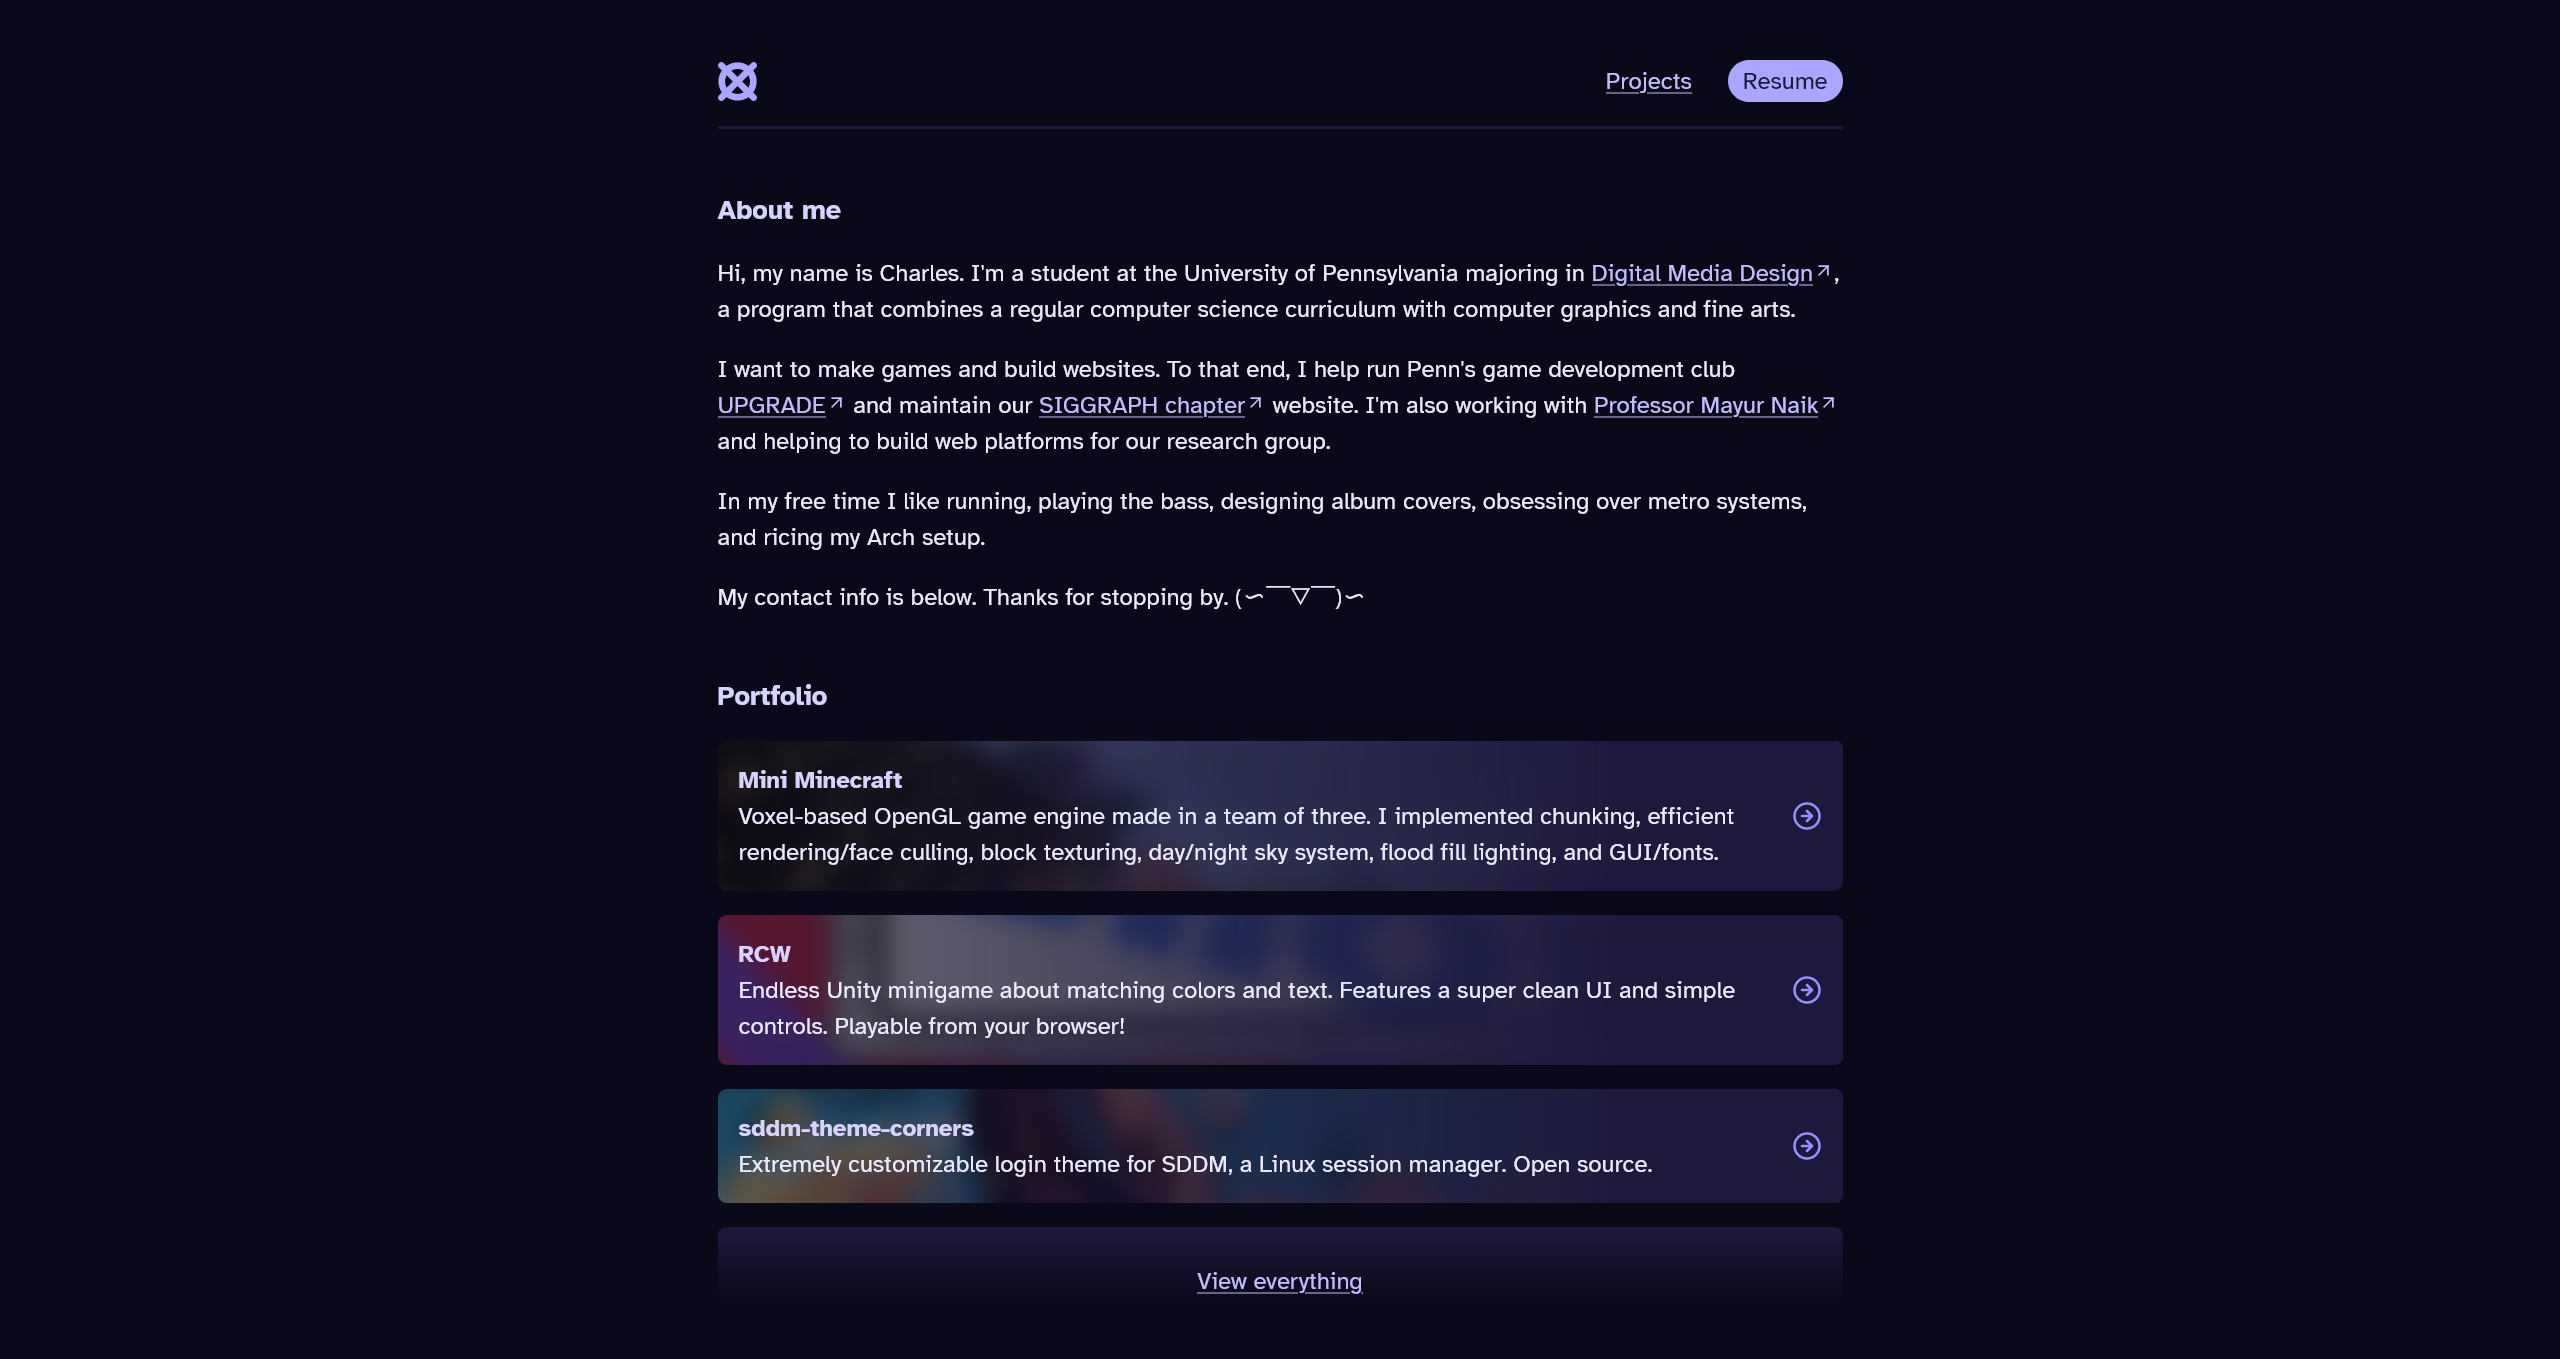 Projects
Resume
About me
Hi, my name is Charles. I'm a student at the University of Pennsylvania majoring in Digital Media Design↗,
a program that combines a regular computer science curriculum with computer graphics and fine arts.
I want to make games and build websites. To that end, I help run Penn's game development club
UPGRADE↗ and maintain our SIGGRAPH chapter↗ website. I'm also working with Professor Mayur Naik↗
and helping to build web platforms for our research group.
In my free time I like running, playing the bass, designing album covers, obsessing over metro systems,
and ricing my Arch setup.
My contact info is below. Thanks for stopping by. (∽￣▽￣)∽
Portfolio
Mini Minecraft
Voxel-based OpenGL game engine made in a team of three. I implemented chunking, efficient
rendering/face culling, block texturing, day/night sky system, flood fill lighting, and GUI/fonts.
RCW
Endless Unity minigame about matching colors and text. Features a super clean UI and simple
controls. Playable from your browser!
sddm-theme-corners
Extremely customizable login theme for SDDM, a Linux session manager. Open source.
View everything